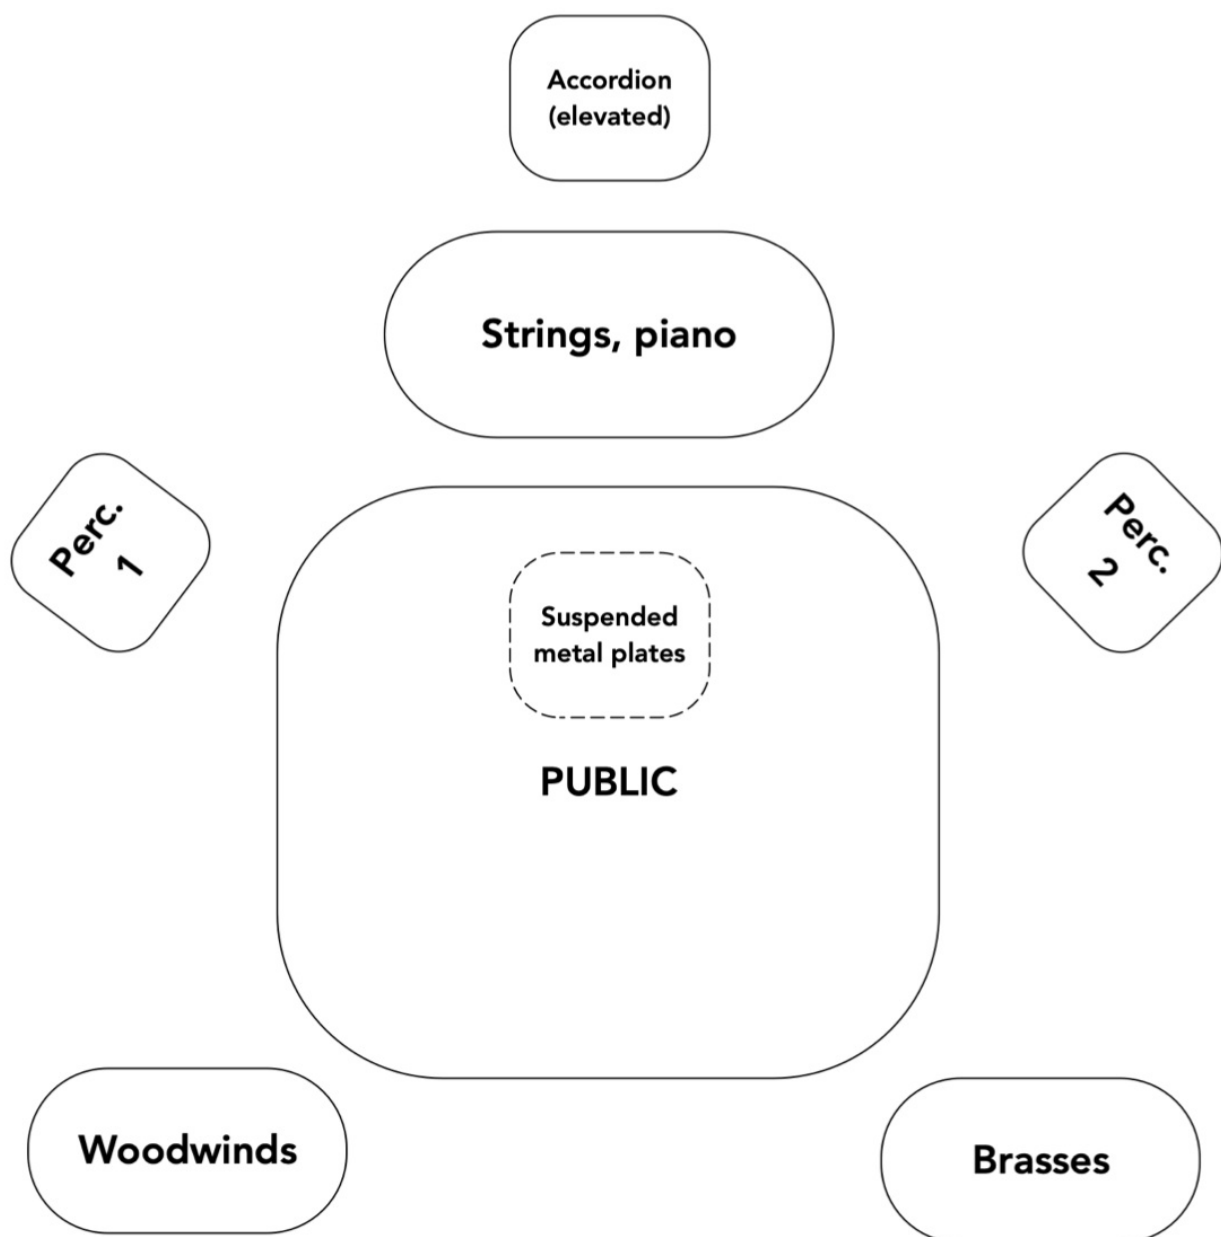 Accordion
(elevated)
Strings, piano
Perc.
1
Perc.
2
Suspended
metal plates
PUBLIC
Woodwinds
Brasses